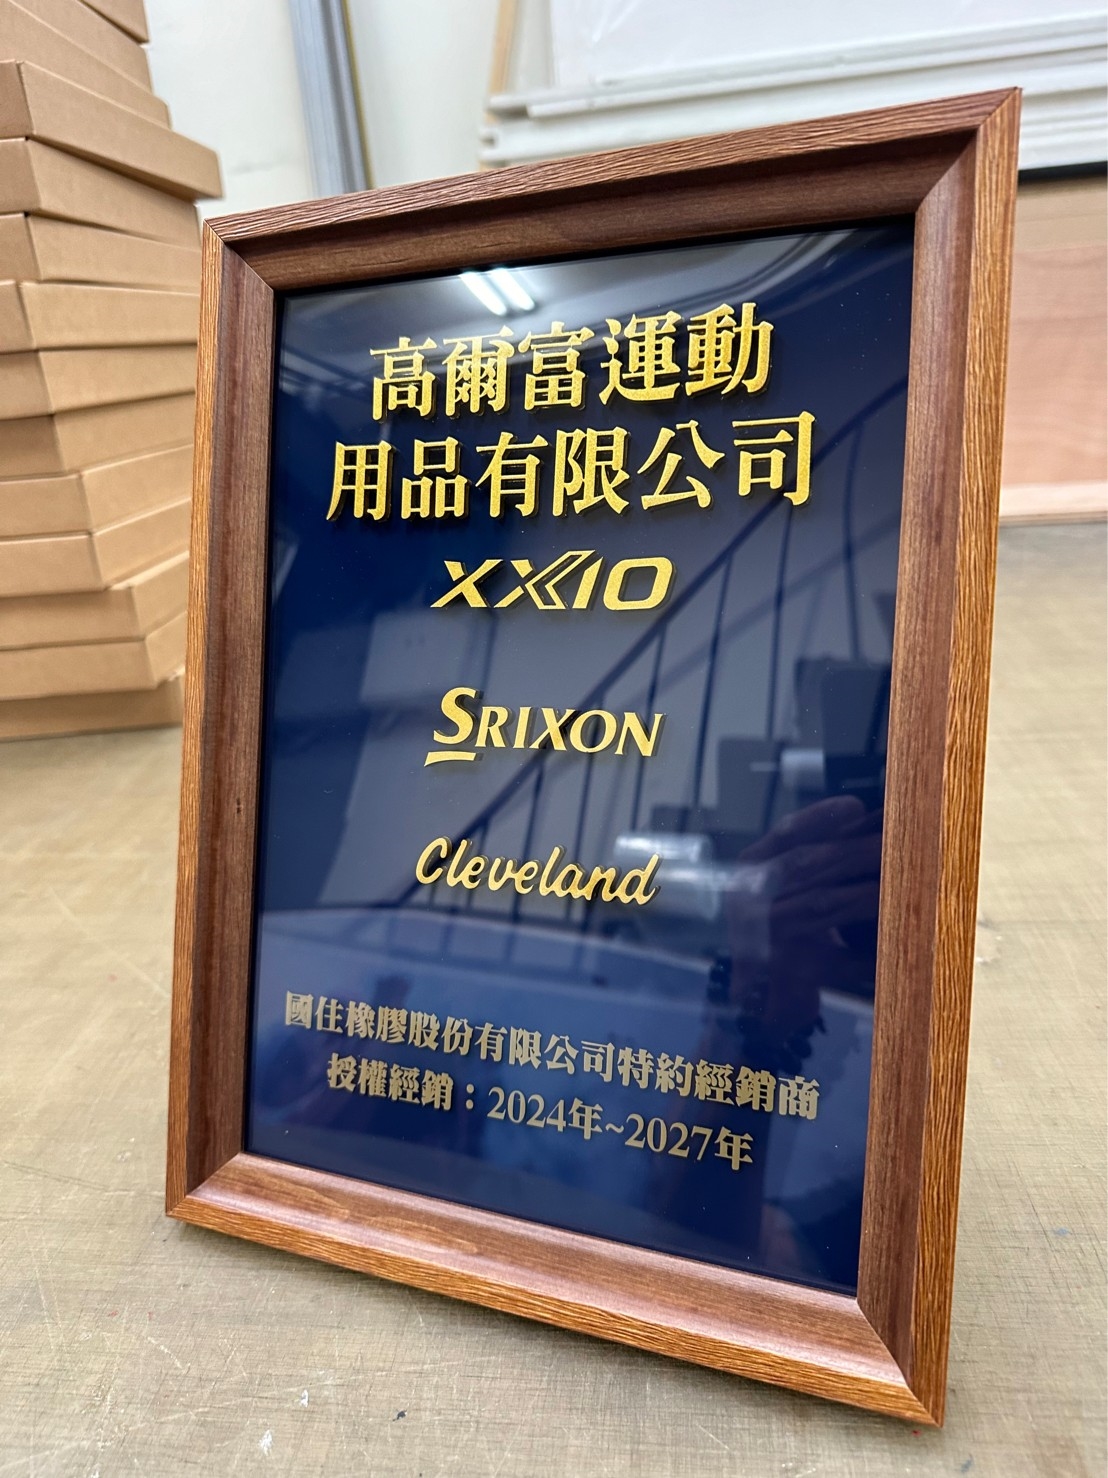 高爾富運動
用品有限公司
XXIO
SRIXON
Cleveland
國住橡膠股份有限公司特約經銷商
授權經銷：2024年~2027年